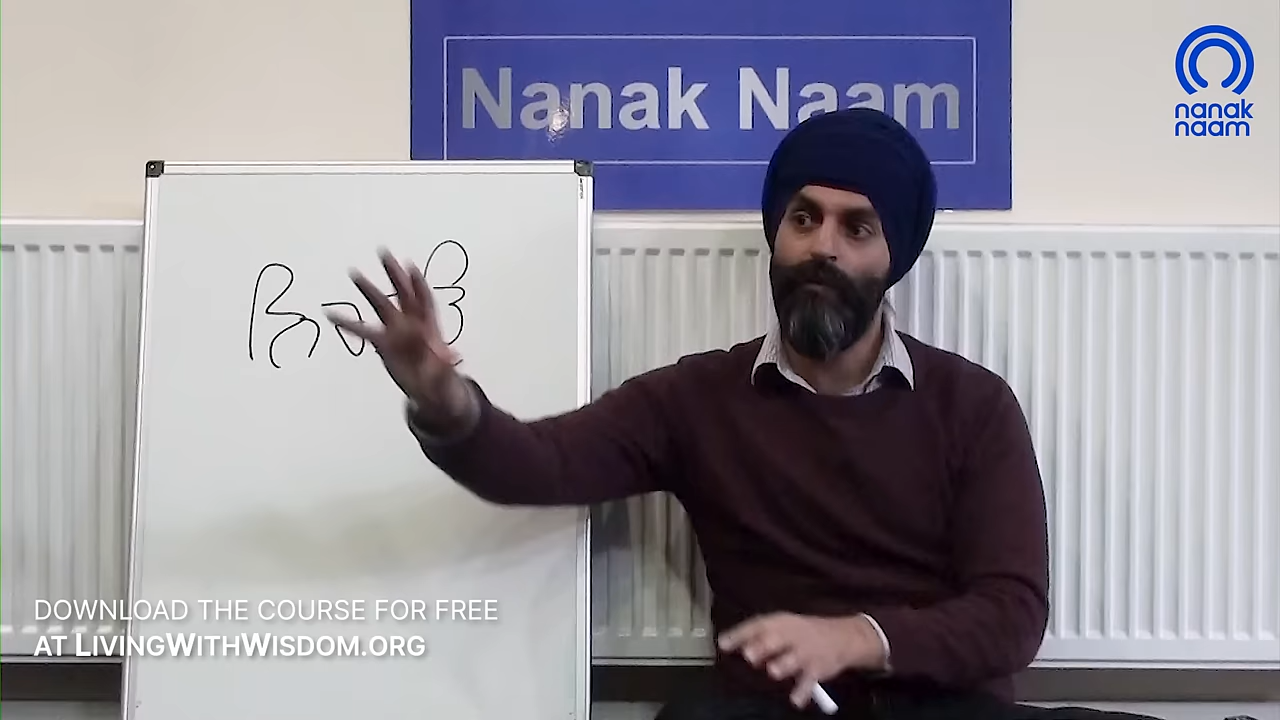 Nanak Naam
nanak
naam
DOWNLOAD THE COURSE FOR FREE
AT LIVINGWITHWISDOM.ORG